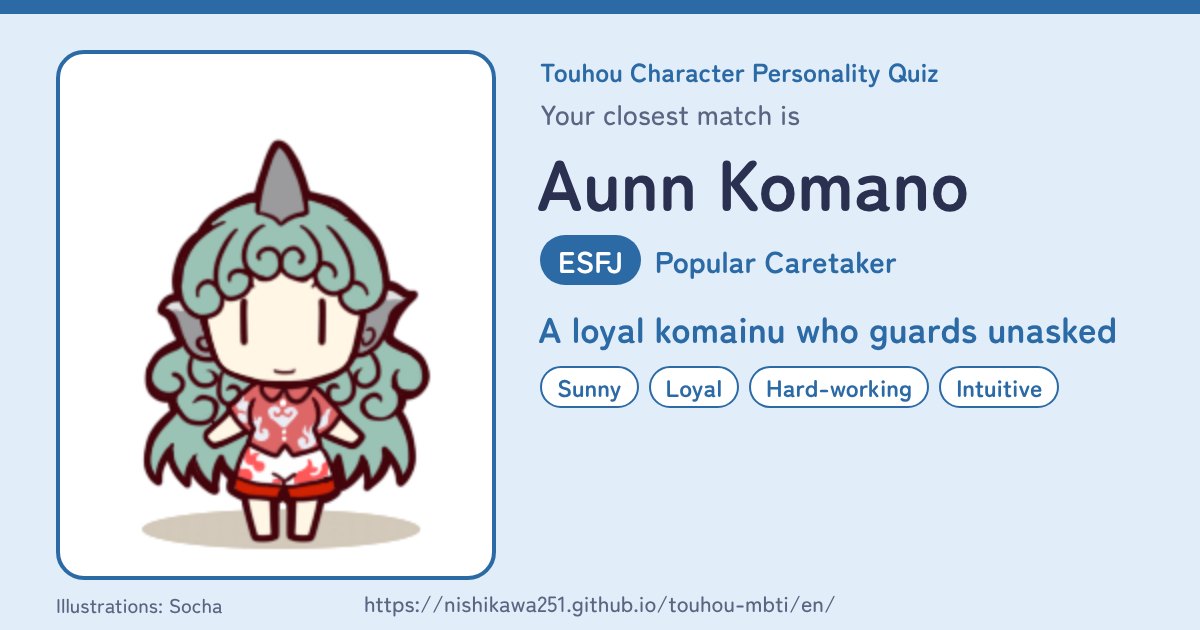 Touhou Character Personality Quiz
Your closest match is
Aunn Komano
ESFJ Popular Caretaker
A loyal komainu who guards unasked
Sunny Loyal Hard-working Intuitive
Illustrations: Socha https://nishikawa251.github.io/touhou-mbti/en/